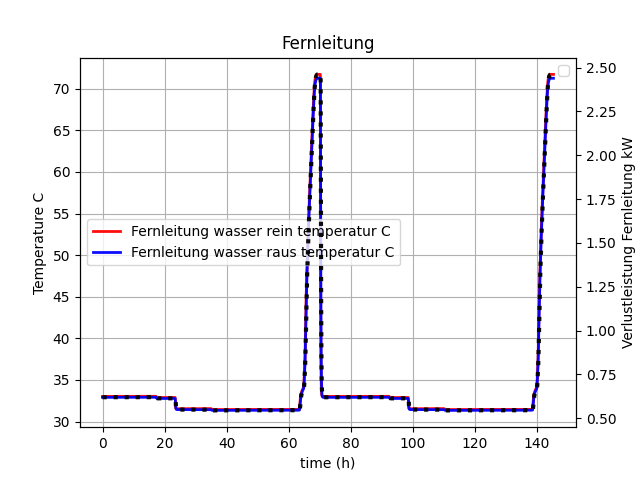 Fernleitung
70
65
60
55
50
45
40
35
30
Temperature C
2.50
2.25
2.00
1.75
1.50
1.25
1.00
0.75
0.50
Verlustleistung Fernleitung kW
Fernleitung wasser rein temperatur C
Fernleitung wasser raus temperatur C
0 20 40 60 80 100 120 140
time (h)